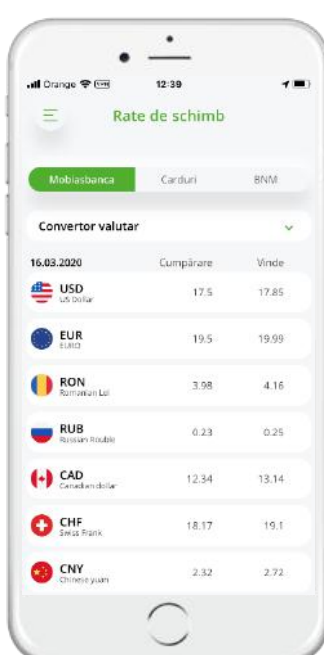 Orange
12:39
Rate de schimb
Mobiasbanca Carduri BNM
Convertor valutar
16.03.2020 Cumpărare Vinde
USD 17.5 17.85
US Dollar
EUR 19.5 19.99
EURO
RON 3.98 4.16
Romanian Lei
RUB 0.23 0.25
Russian Rouble
CAD 12.34 13.14
Canadian dollar
CHF 18.17 19.1
Swiss Frank
CNY 2.32 2.72
Chinese yuan